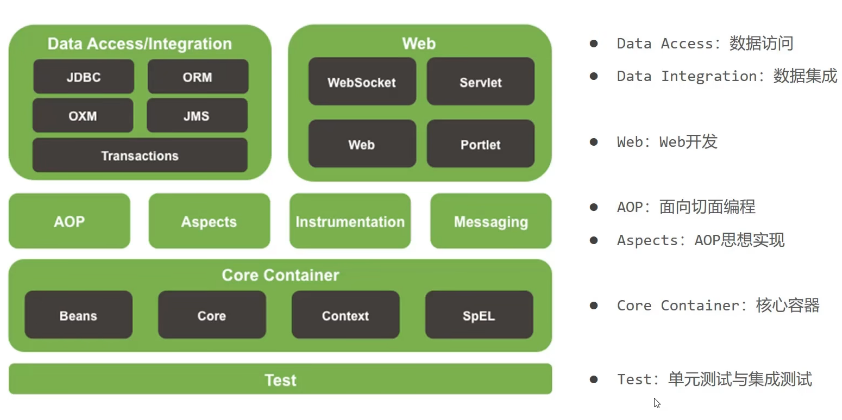 Data Access/Integration
JDBC
ORM
OXM
JMS
Transactions
Web
WebSocket
Servlet
Web
Portlet
AOP
Aspects
Instrumentation
Messaging
Core Container
Beans
Core
Context
SpEL
Test
Data Access：数据访问
Data Integration：数据集成
Web：Web开发
AOP：面向切面编程
Aspects：AOP思想实现
Core Container：核心容器
Test：单元测试与集成测试